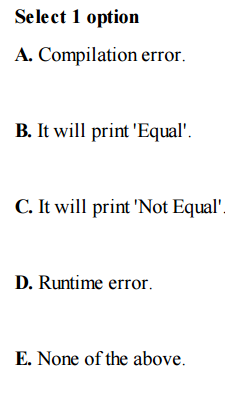 Select 1 option
A. Compilation error.
B. It will print 'Equal'.
C. It will print 'Not Equal'.
D. Runtime error.
E. None of the above.